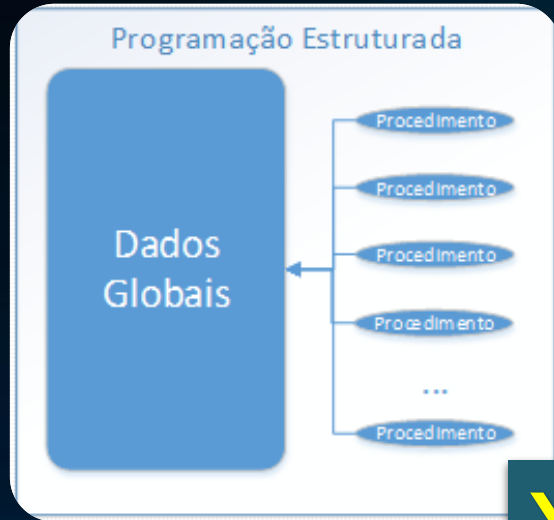 Programação Estruturada
Dados
Globais
Procedimento
Procedimento
Procedimento
Procedimento
...
Procedimento